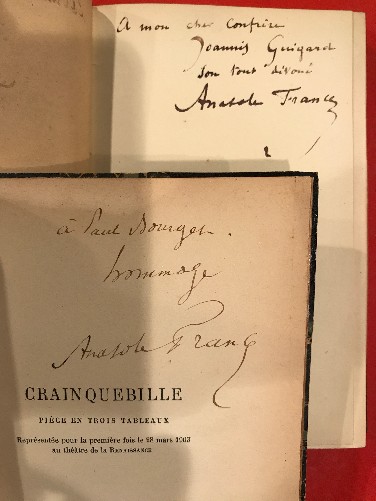 A mon cher confrère
Joannis Guigard
son tout dévoué
Anatole France
à Paul Bourget.
hommage
Anatole France
CRAINQUEBILLE
PIÈCE EN TROIS TABLEAUX
Représentée pour la première fois le 28 mars 1903
au théâtre de la RENAISSANCE